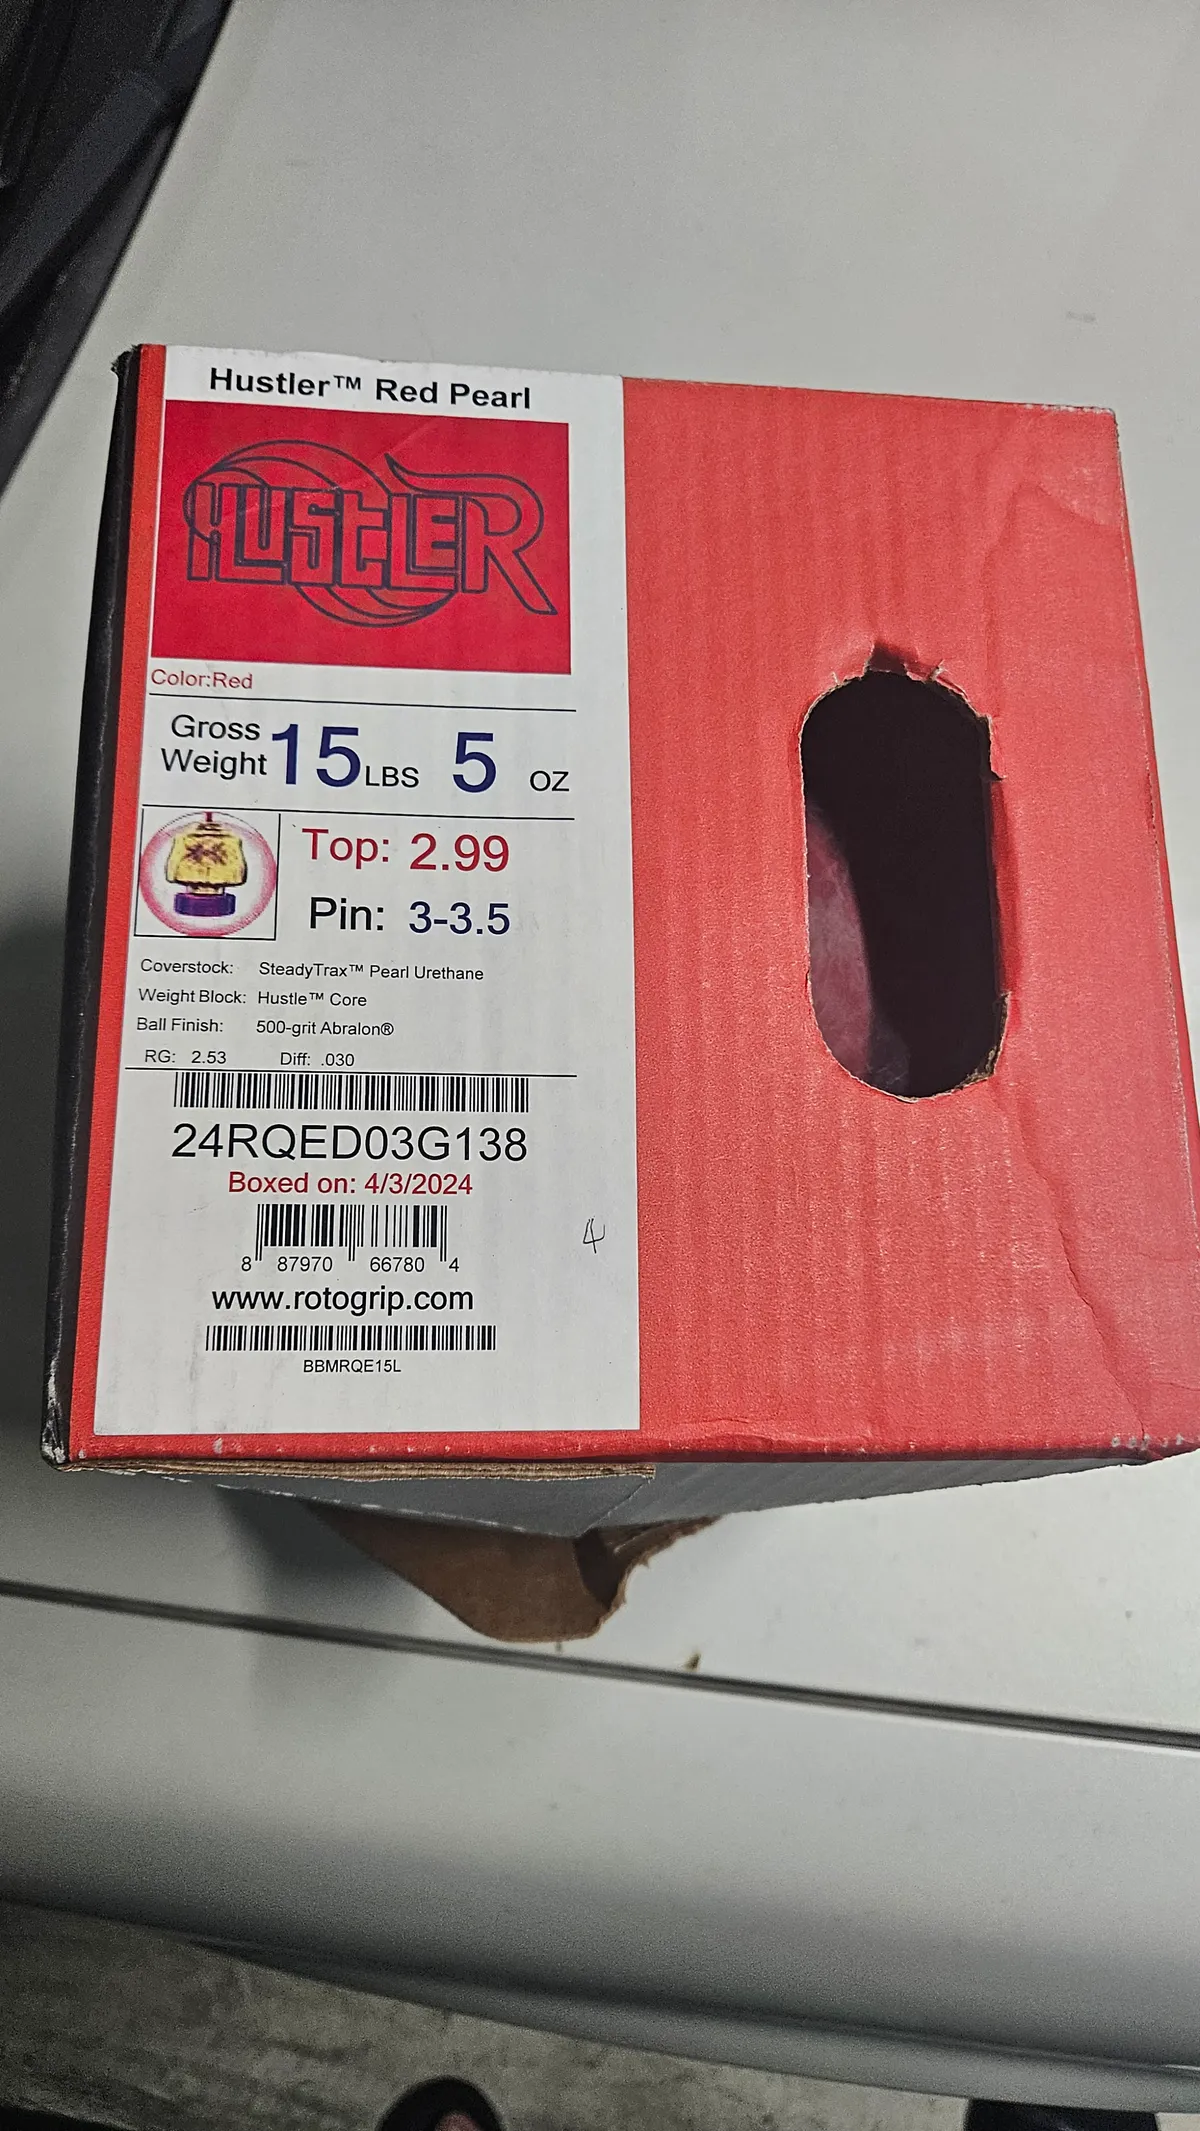 Hustler™ Red Pearl
HUSTLER
Color:Red
Gross Weight 15 LBS 5 OZ
Top: 2.99
Pin: 3-3.5
Coverstock: SteadyTrax™ Pearl Urethane
Weight Block: Hustle™ Core
Ball Finish: 500-grit Abralon®
RG: 2.53 Diff: .030
24RQED03G138
Boxed on: 4/3/2024
8 87970 66780 4
4
www.rotogrip.com
BBMRQE15L